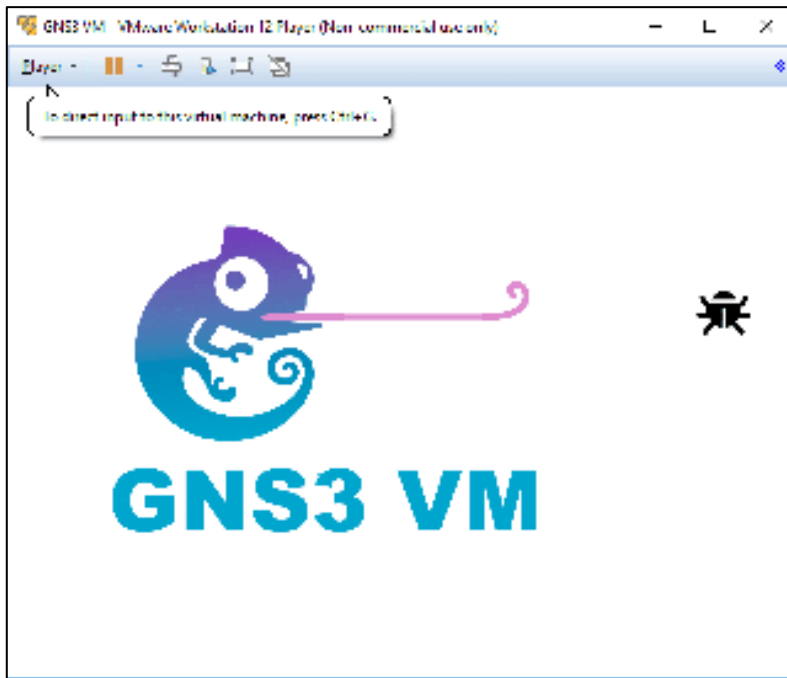 GNS3 VM - VMware Workstation 12 Player (Non-commercial use only)
Player
To direct input to this virtual machine, press Ctrl+G.
GNS3 VM